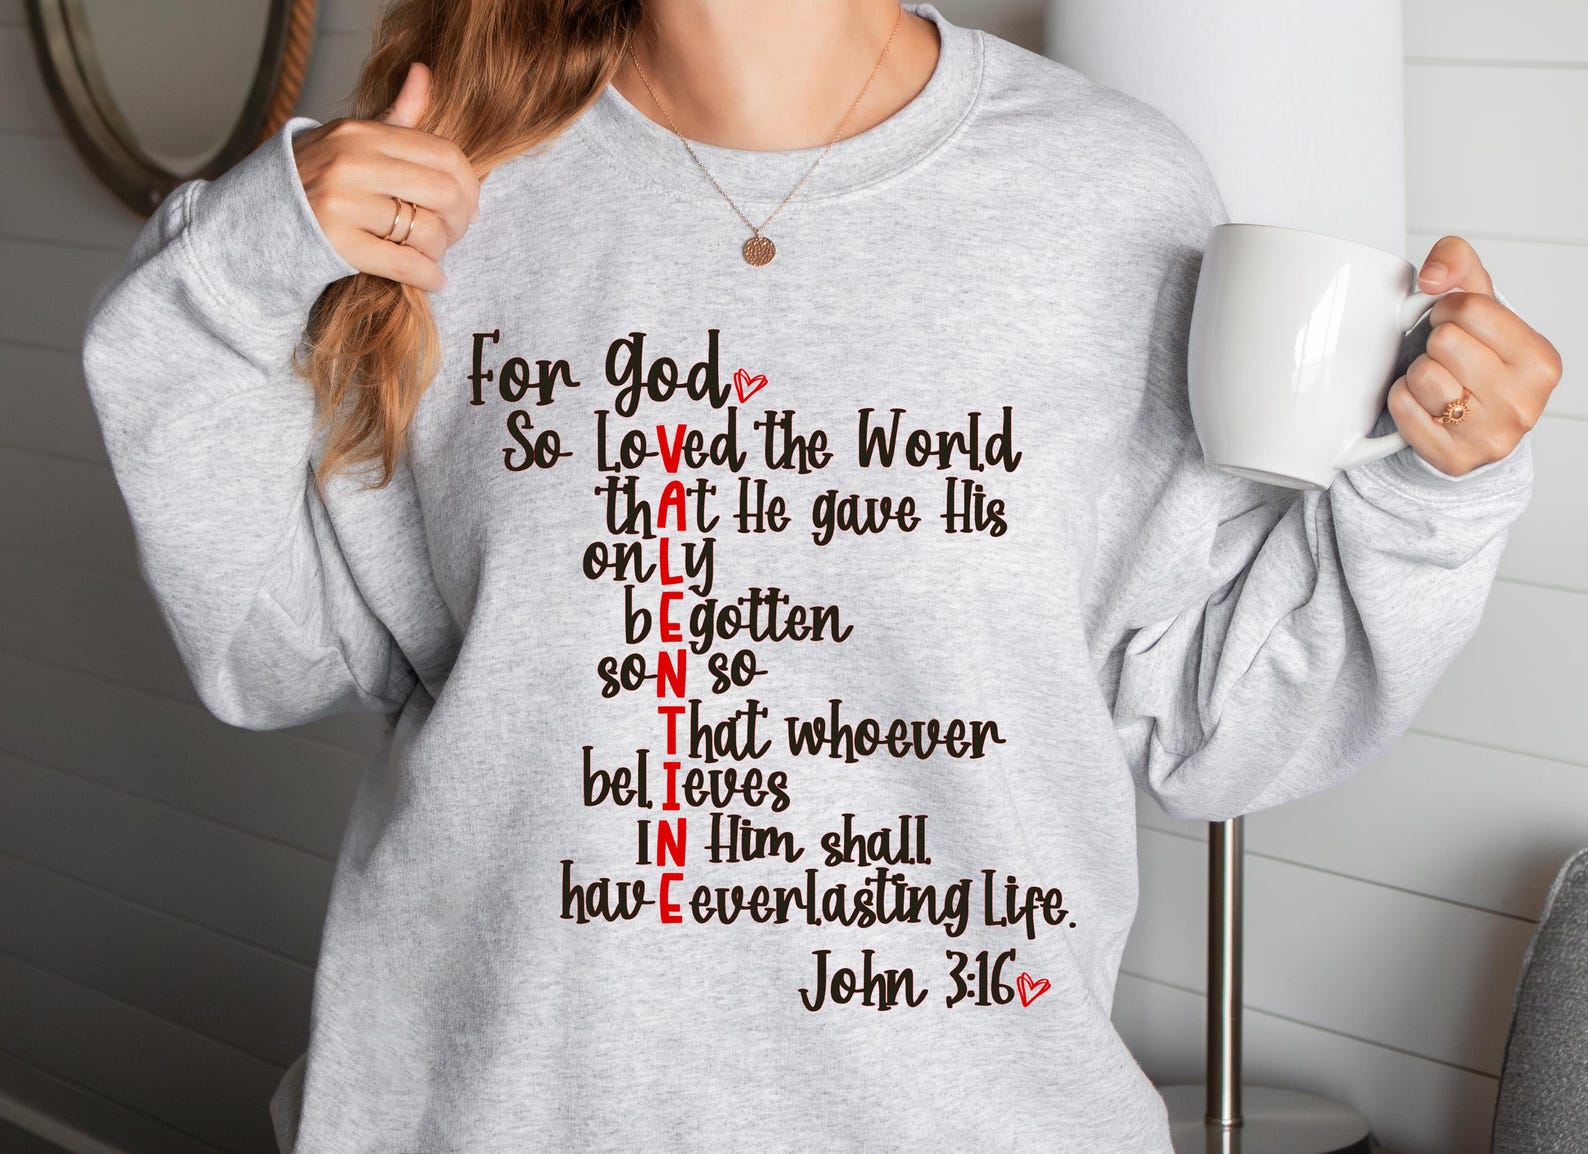 For God
So LoVed the World
thAt He gave His
onLy
bEgotten
soN so
That whoever
belIeves
IN Him shall
havE everlasting Life.
John 3:16